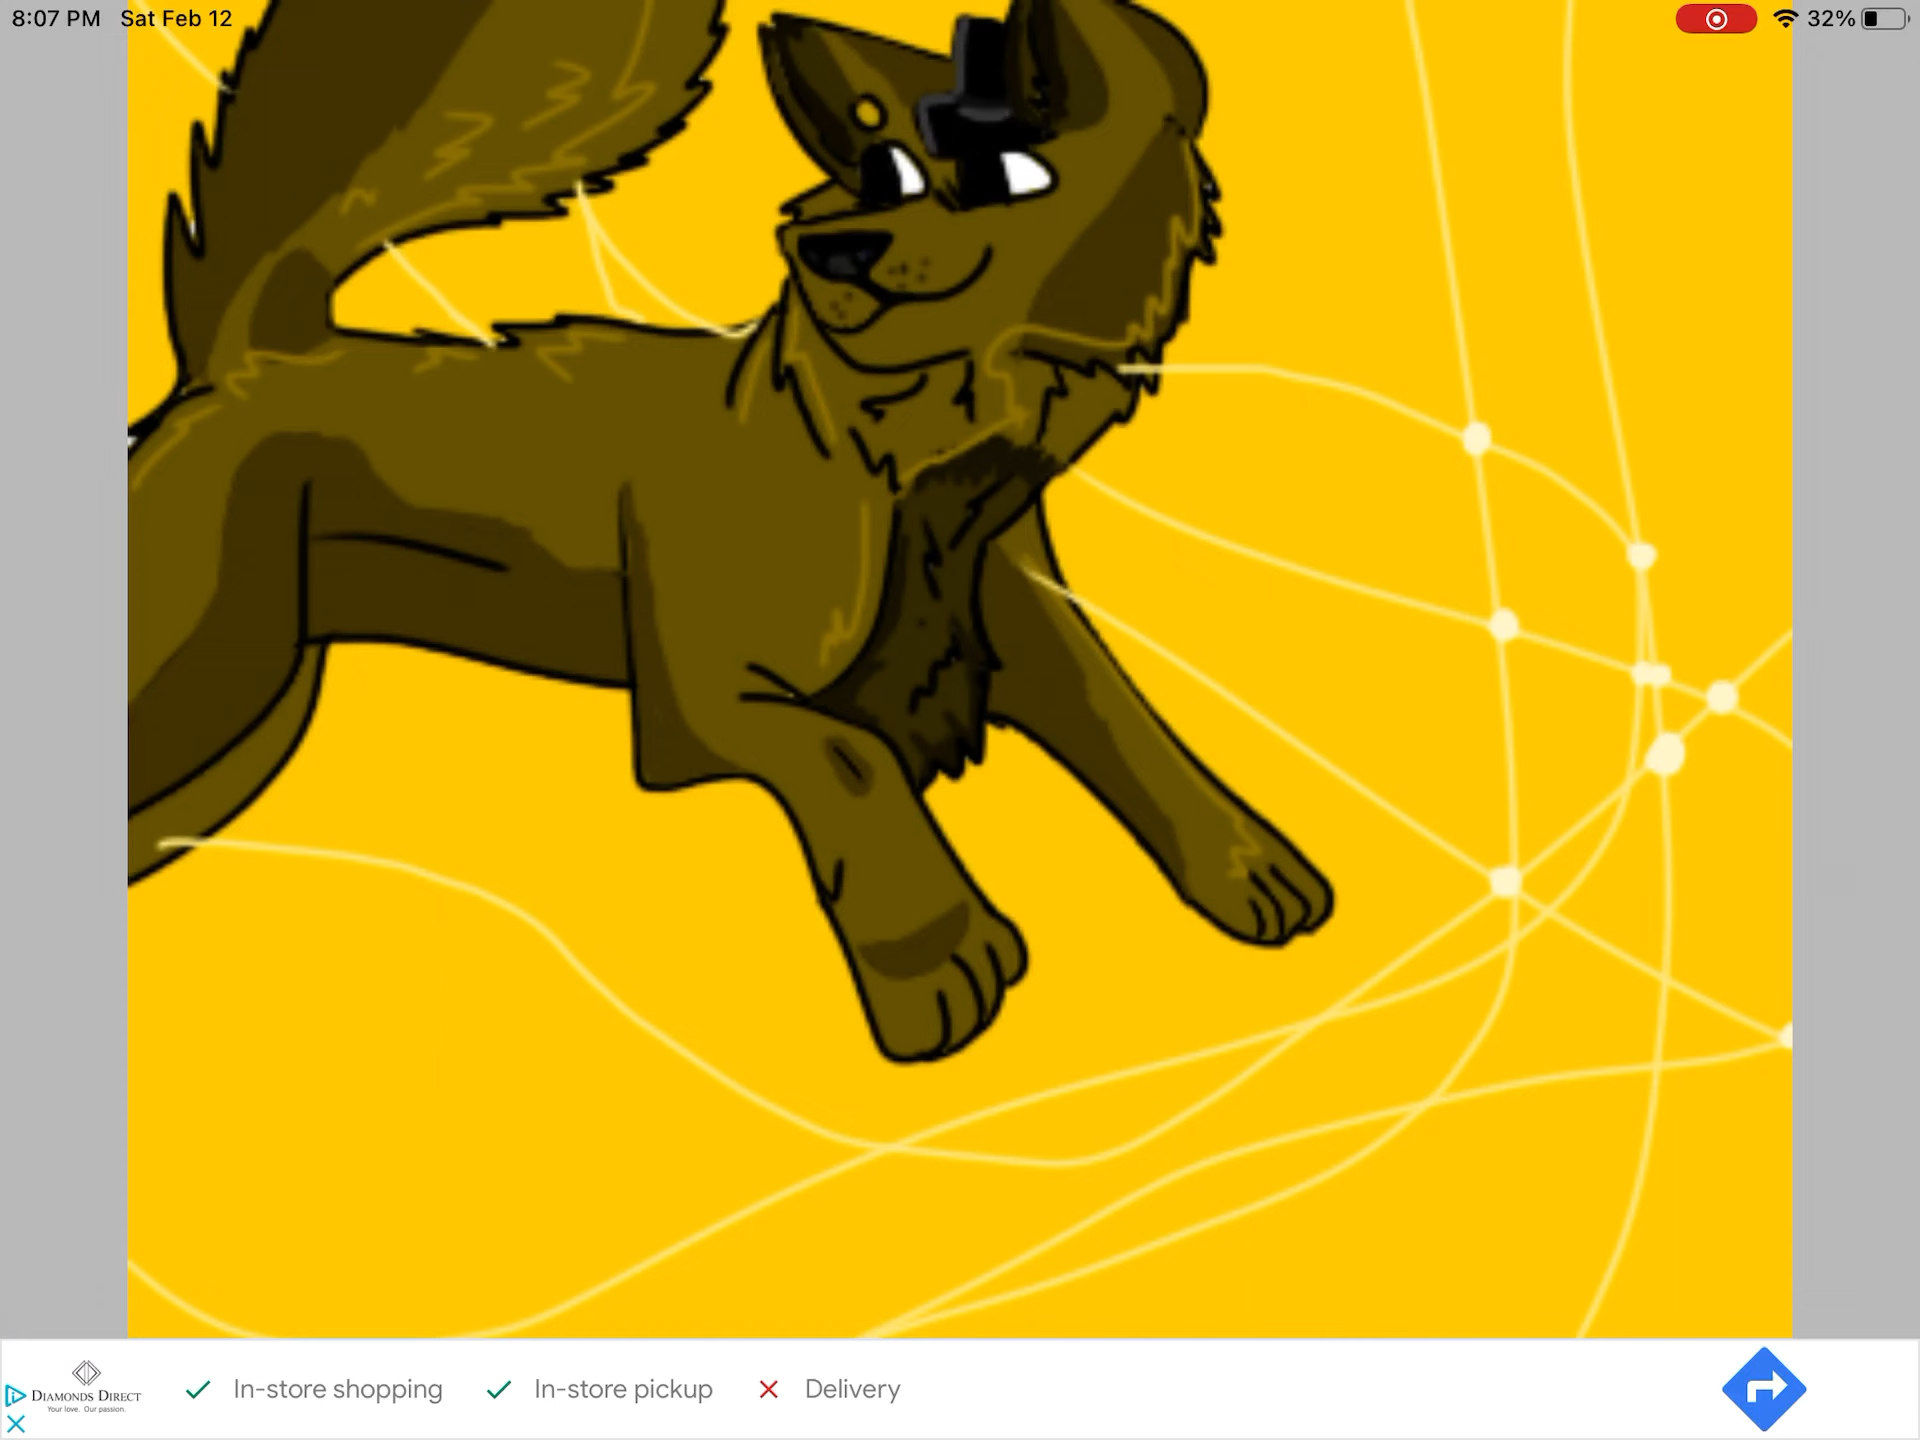 8:07 PM Sat Feb 12
32%
DIAMONDS DIRECT
Your love. Our passion.
In-store shopping
In-store pickup
Delivery